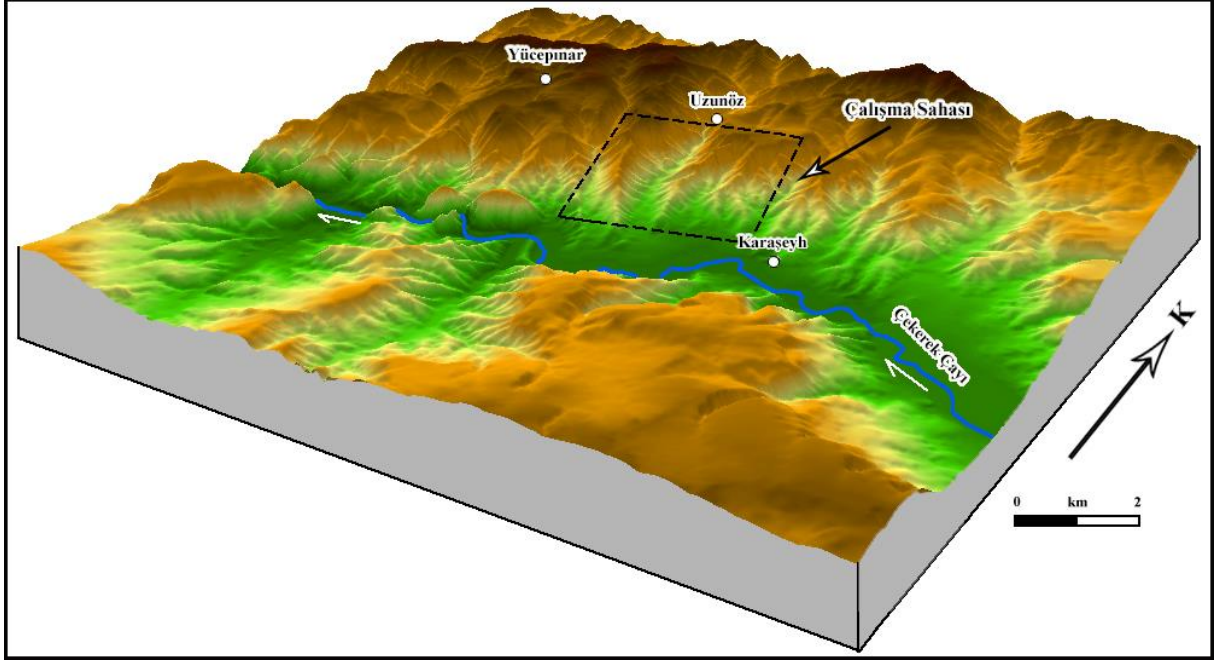 Yücepınar
Uzunöz
Çalışma Sahası
Karaşeyh
Çekerek Çayı
K
0 km 2